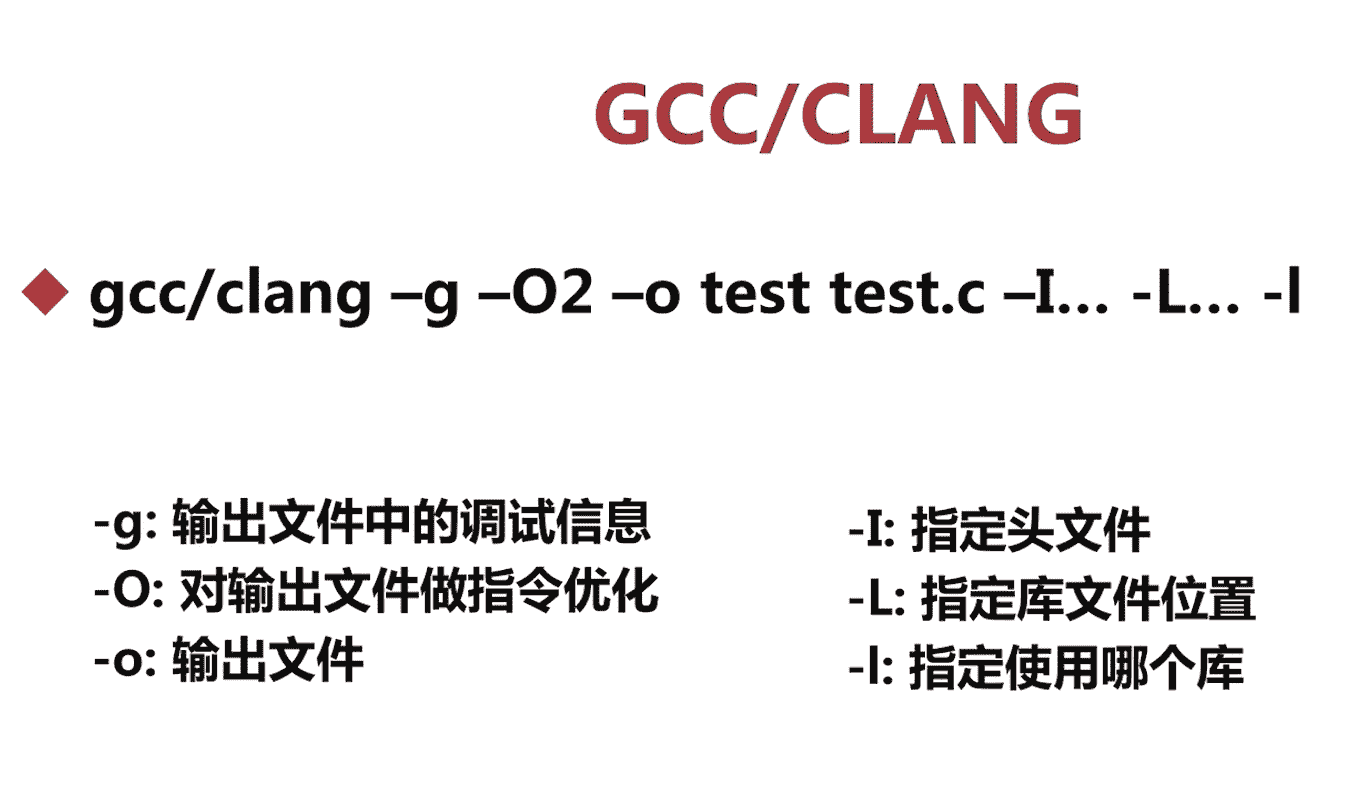 GCC/CLANG
gcc/clang –g –O2 –o test test.c –I… -L… -l
-g: 输出文件中的调试信息
-O: 对输出文件做指令优化
-o: 输出文件
-I: 指定头文件
-L: 指定库文件位置
-l: 指定使用哪个库